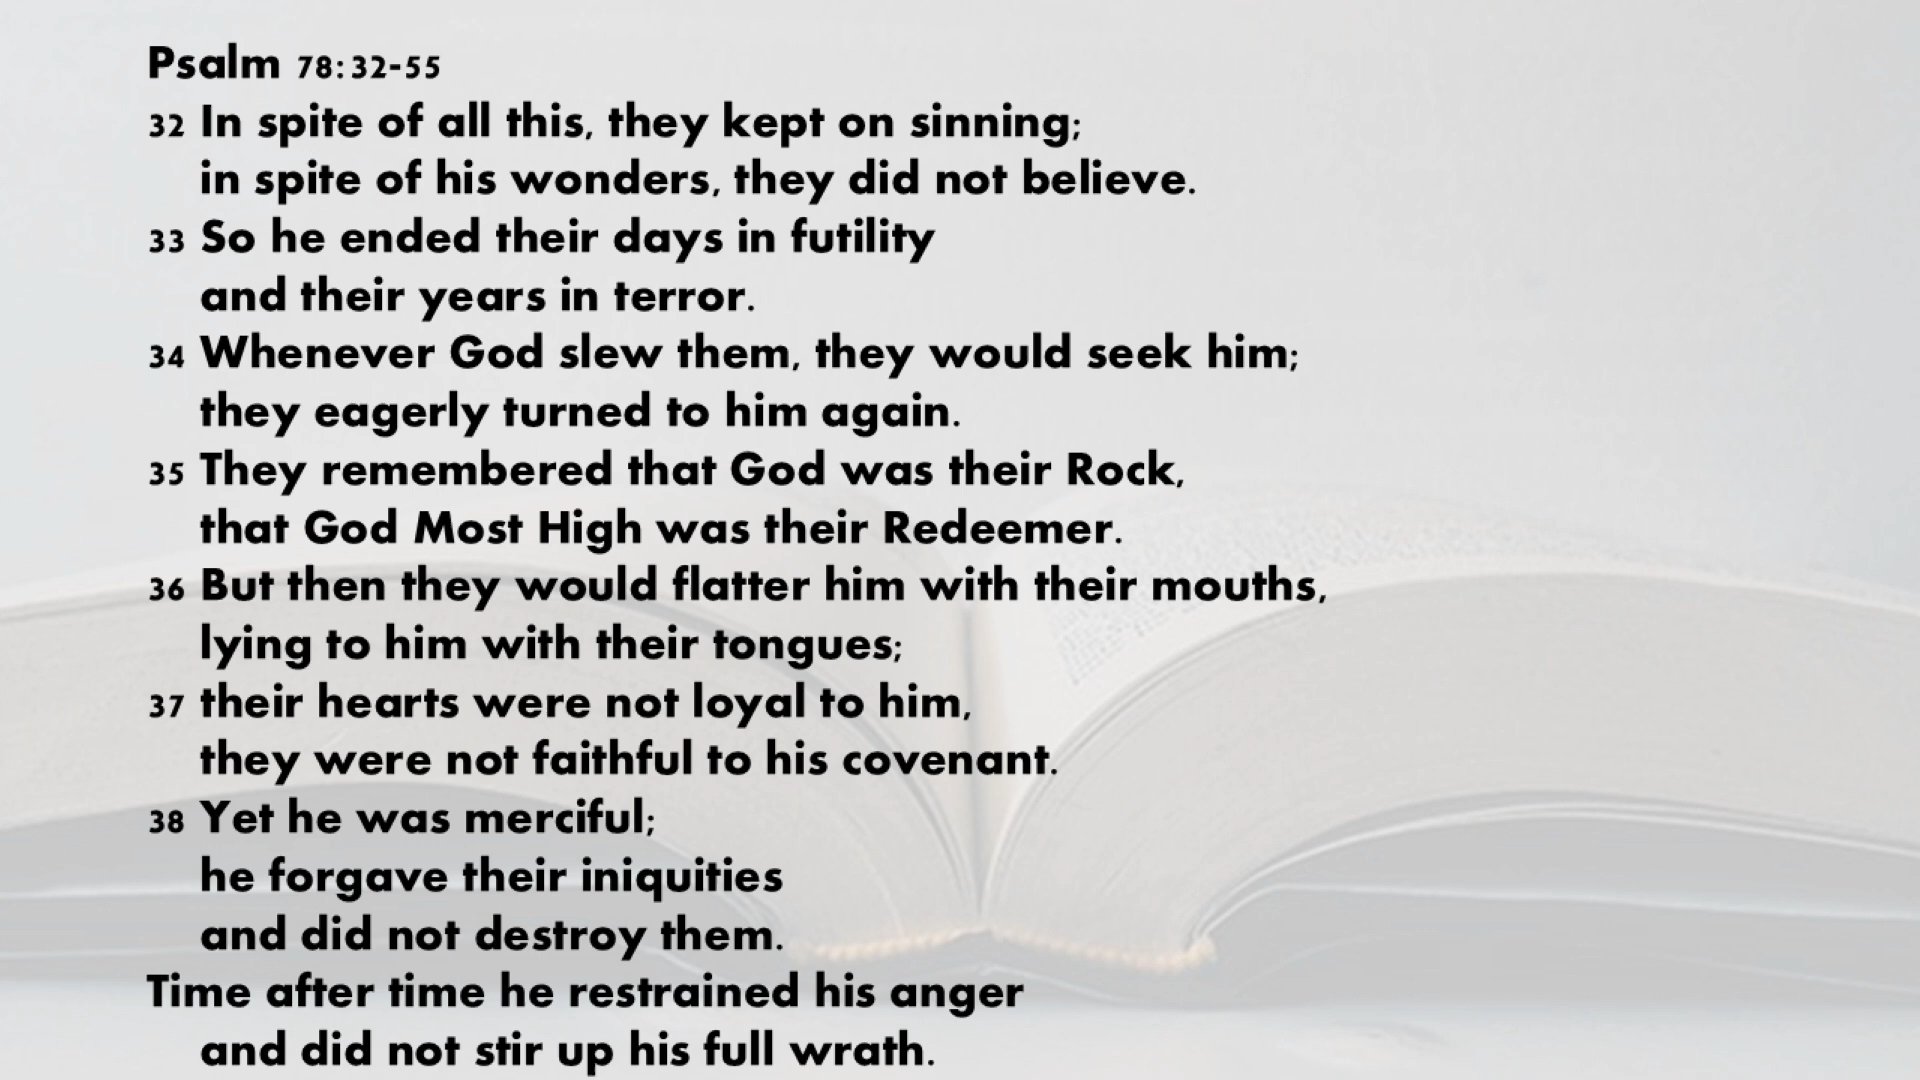 Psalm 78:32-55
32 In spite of all this, they kept on sinning;
in spite of his wonders, they did not believe.
33 So he ended their days in futility
and their years in terror.
34 Whenever God slew them, they would seek him;
they eagerly turned to him again.
35 They remembered that God was their Rock,
that God Most High was their Redeemer.
36 But then they would flatter him with their mouths,
lying to him with their tongues;
37 their hearts were not loyal to him,
they were not faithful to his covenant.
38 Yet he was merciful;
he forgave their iniquities
and did not destroy them.
Time after time he restrained his anger
and did not stir up his full wrath.